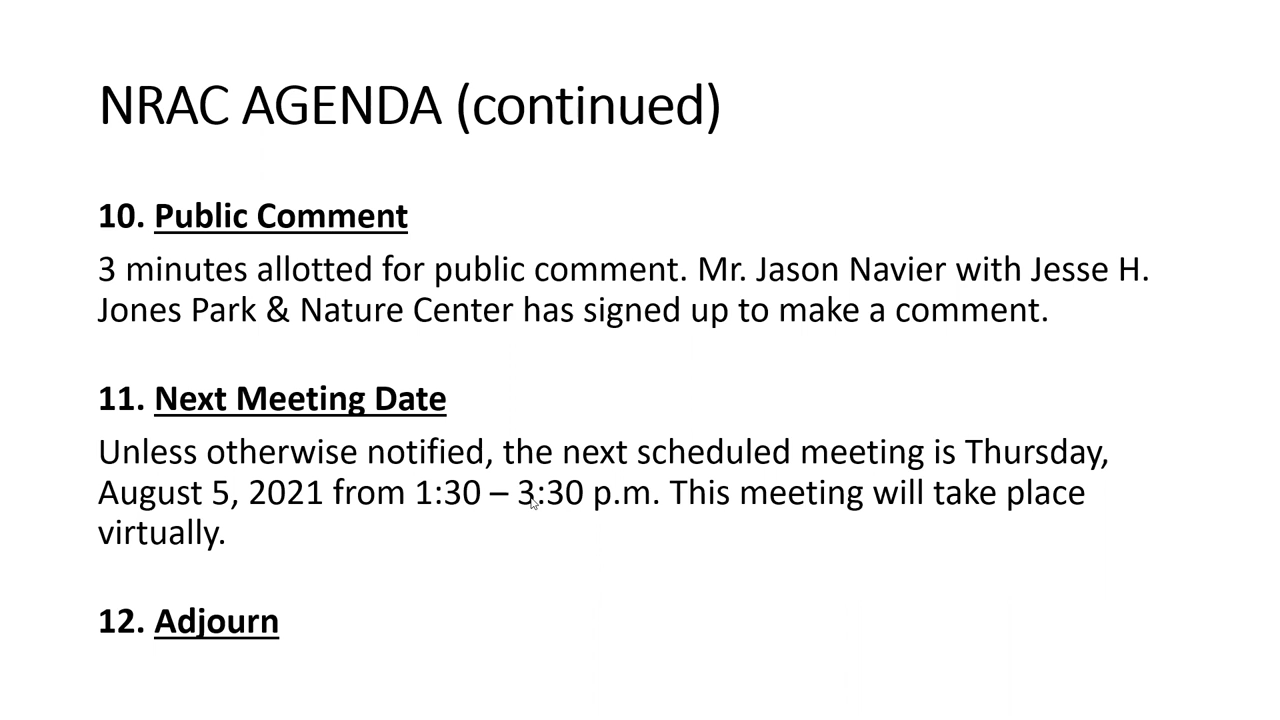 NRAC AGENDA (continued)
10. Public Comment
3 minutes allotted for public comment. Mr. Jason Navier with Jesse H.
Jones Park & Nature Center has signed up to make a comment.
11. Next Meeting Date
Unless otherwise notified, the next scheduled meeting is Thursday,
August 5, 2021 from 1:30 – 3:30 p.m. This meeting will take place
virtually.
12. Adjourn